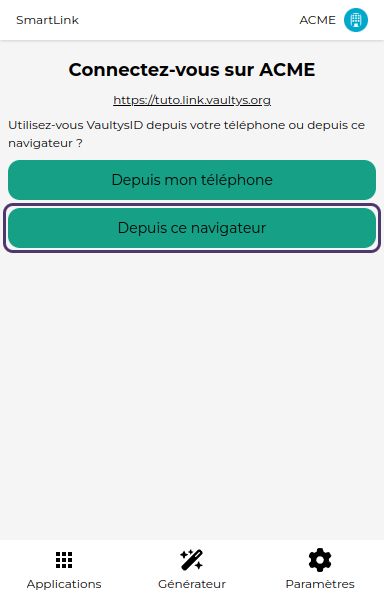 SmartLink
ACME
Connectez-vous sur ACME
https://tuto.link.vaultys.org
Utilisez-vous VaultysID depuis votre téléphone ou depuis ce
navigateur ?
Depuis mon téléphone
Depuis ce navigateur
Applications
Générateur
Paramètres